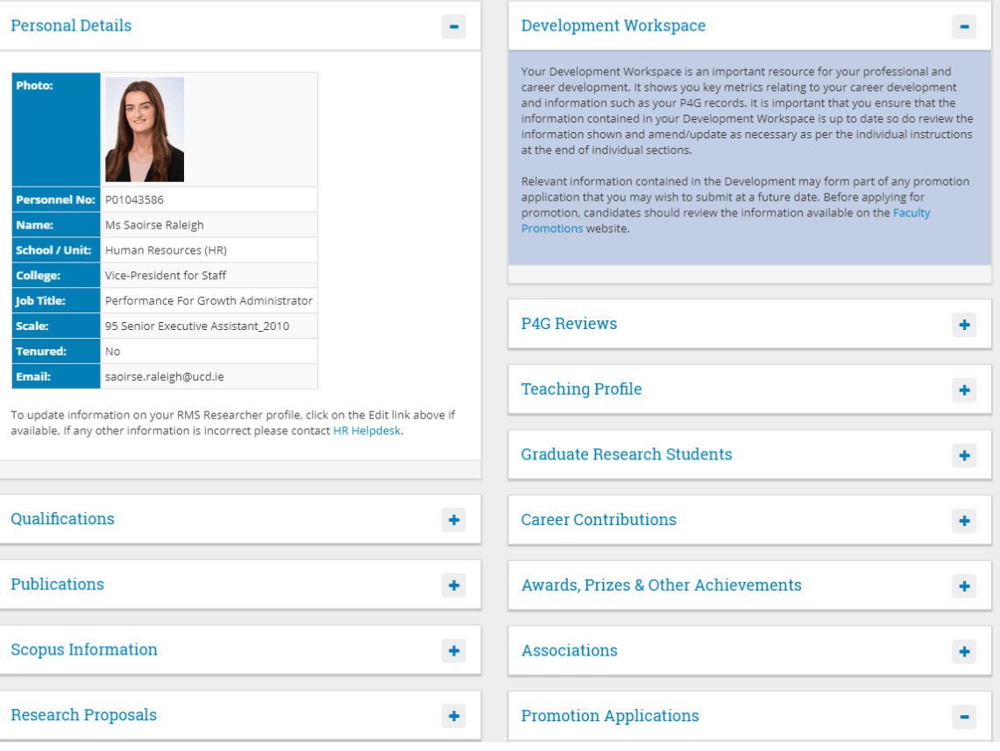 Personal Details
Photo:
Personnel No: P01043586
Name: Ms Saoirse Raleigh
School / Unit: Human Resources (HR)
College: Vice-President for Staff
Job Title: Performance For Growth Administrator
Scale: 95 Senior Executive Assistant_2010
Tenured: No
Email: saoirse.raleigh@ucd.ie
To update information on your RMS Researcher profile, click on the Edit link above if
available. If any other information is incorrect please contact HR Helpdesk.
Qualifications
Publications
Scopus Information
Research Proposals
Development Workspace
Your Development Workspace is an important resource for your professional and
career development. It shows you key metrics relating to your career development
and information such as your P4G records. It is important that you ensure that the
information contained in your Development Workspace is up to date so do review the
information shown and amend/update as necessary as per the individual instructions
at the end of individual sections.
Relevant information contained in the Development may form part of any promotion
application that you may wish to submit at a future date. Before applying for
promotion, candidates should review the information available on the Faculty
Promotions website.
P4G Reviews
Teaching Profile
Graduate Research Students
Career Contributions
Awards, Prizes & Other Achievements
Associations
Promotion Applications